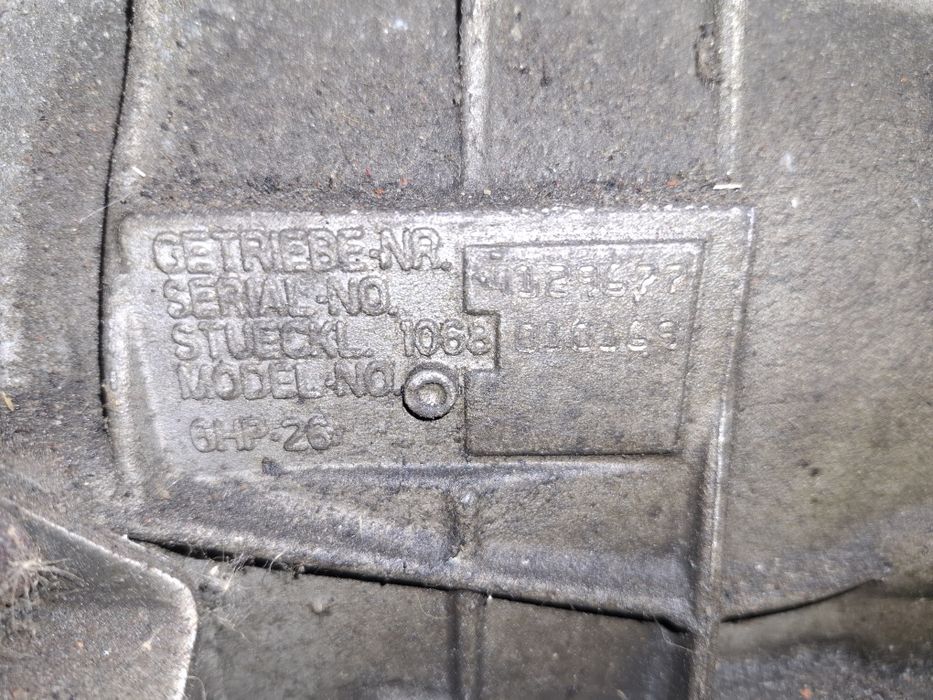 GETRIEBE-NR.
SERIAL-NO.
STUECKL. 1068
MODEL-NO.
6HP-26